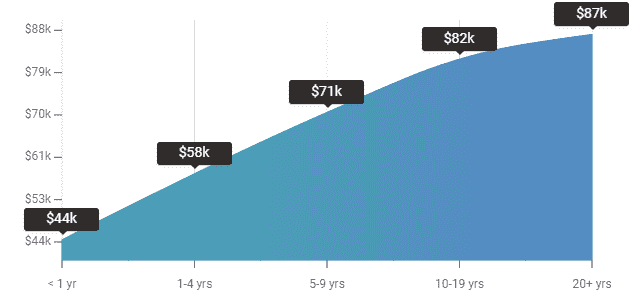 $88k
$79k
$70k
$61k
$53k
$44k
$44k
$58k
$71k
$82k
$87k
< 1 yr
1-4 yrs
5-9 yrs
10-19 yrs
20+ yrs